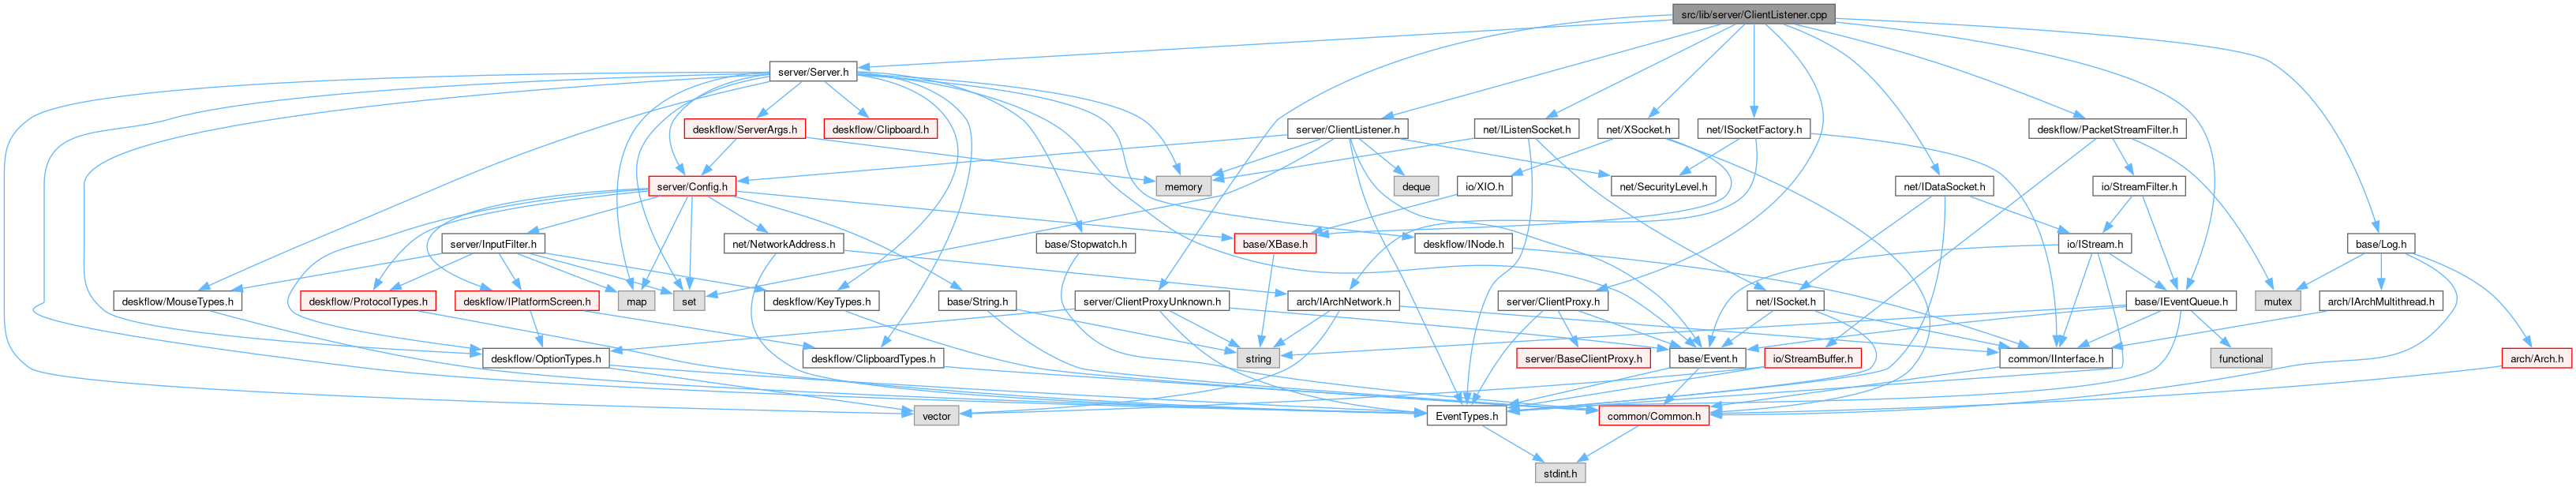 src/lib/server/ClientListener.cpp
server/Server.h
deskflow/ServerArgs.h
deskflow/Clipboard.h
server/ClientListener.h
net/IListenSocket.h
net/XSocket.h
net/ISocketFactory.h
deskflow/PacketStreamFilter.h
server/Config.h
memory
deque
io/XIO.h
net/SecurityLevel.h
net/IDataSocket.h
io/StreamFilter.h
server/InputFilter.h
net/NetworkAddress.h
base/Stopwatch.h
base/XBase.h
deskflow/INode.h
io/IStream.h
base/Log.h
deskflow/MouseTypes.h
deskflow/ProtocolTypes.h
deskflow/IPlatformScreen.h
map
set
deskflow/KeyTypes.h
base/String.h
server/ClientProxyUnknown.h
arch/IArchNetwork.h
server/ClientProxy.h
net/ISocket.h
base/IEventQueue.h
mutex
arch/IArchMultithread.h
deskflow/OptionTypes.h
deskflow/ClipboardTypes.h
string
server/BaseClientProxy.h
base/Event.h
io/StreamBuffer.h
common/IInterface.h
functional
arch/Arch.h
vector
EventTypes.h
common/Common.h
stdint.h